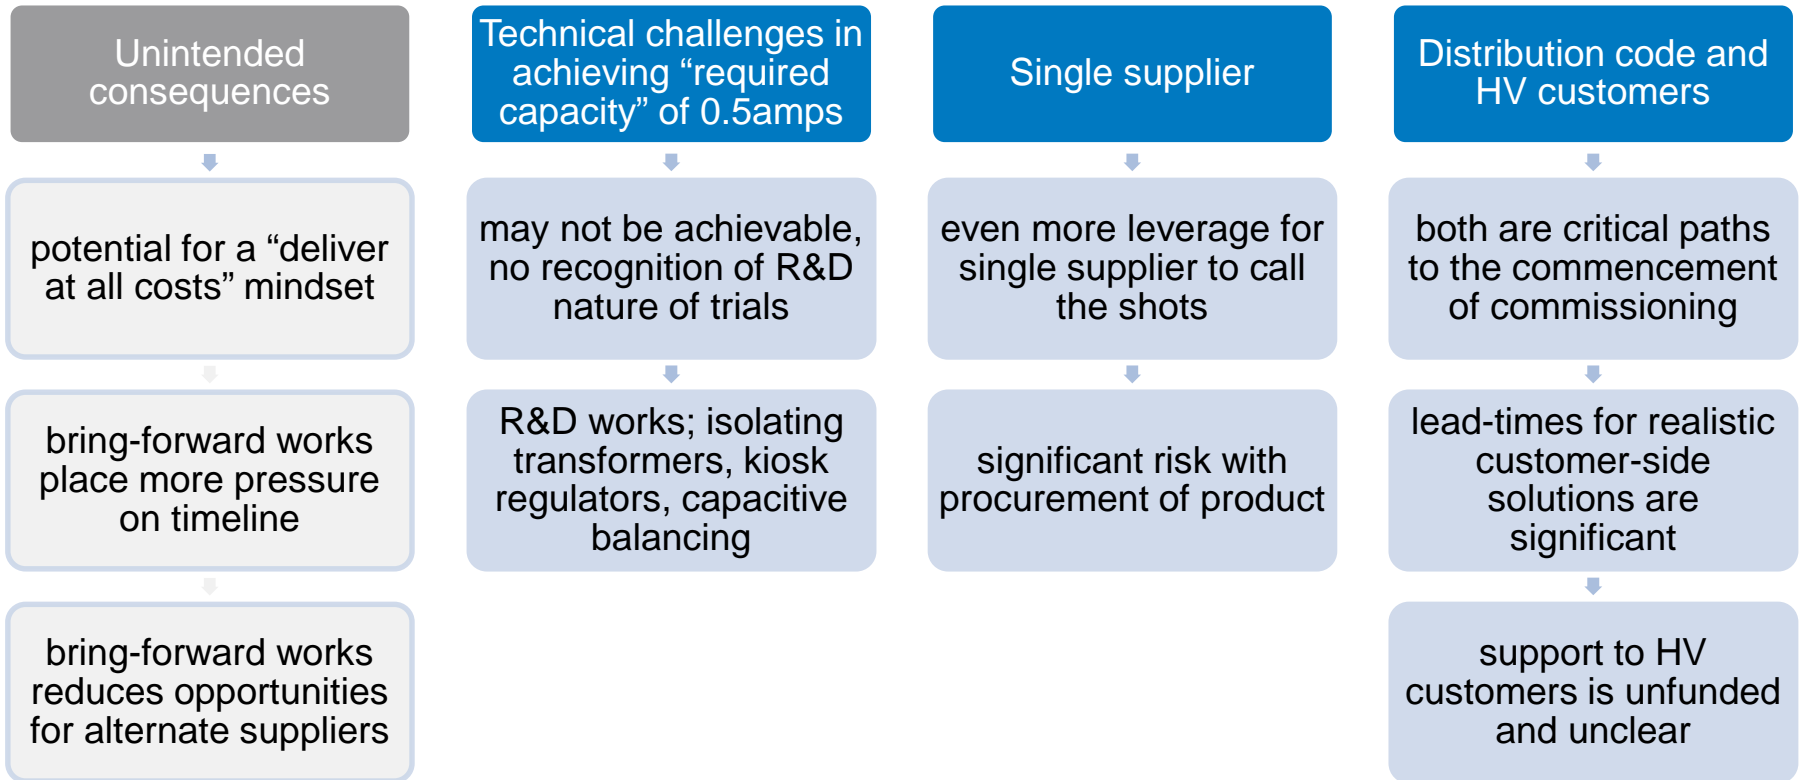 Unintended
consequences
potential for a “deliver
at all costs” mindset
bring-forward works
place more pressure
on timeline
bring-forward works
reduces opportunities
for alternate suppliers
Technical challenges in
achieving “required
capacity” of 0.5amps
may not be achievable,
no recognition of R&D
nature of trials
R&D works; isolating
transformers, kiosk
regulators, capacitive
balancing
Single supplier
even more leverage for
single supplier to call
the shots
significant risk with
procurement of product
Distribution code and
HV customers
both are critical paths
to the commencement
of commissioning
lead-times for realistic
customer-side
solutions are
significant
support to HV
customers is unfunded
and unclear